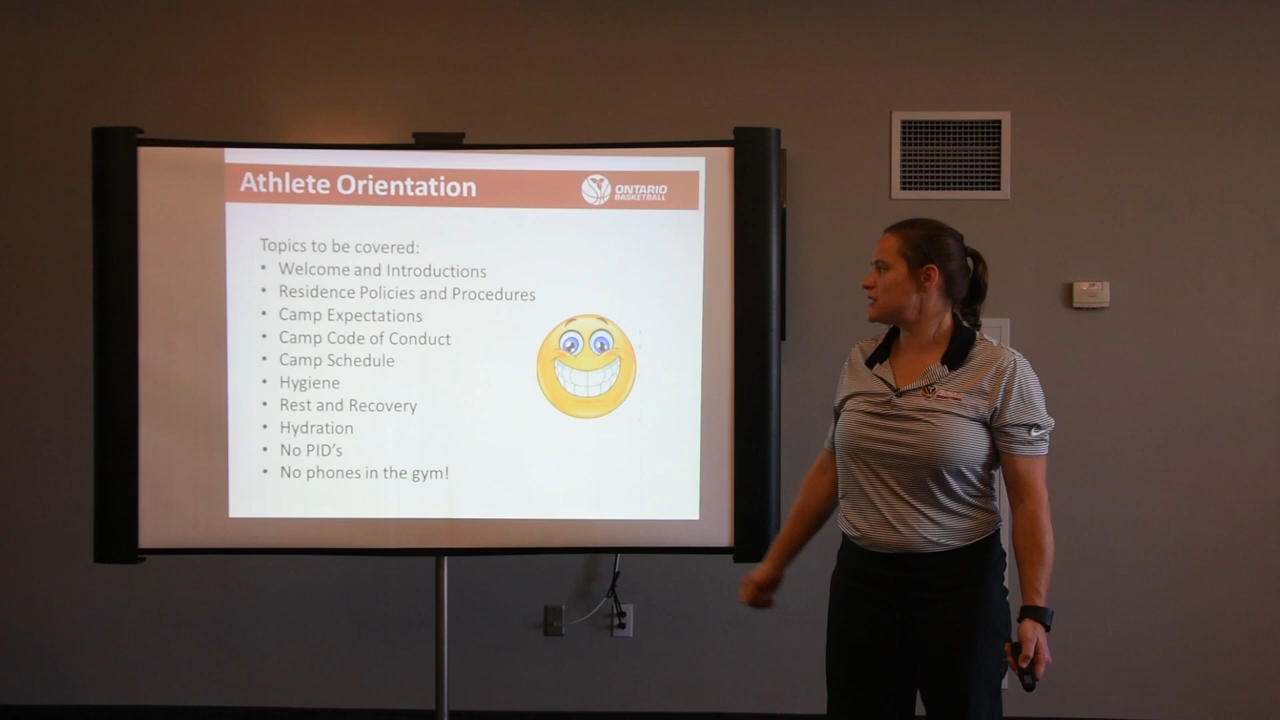 Athlete Orientation
ONTARIO
BASKETBALL
Topics to be covered:
• Welcome and Introductions
• Residence Policies and Procedures
• Camp Expectations
• Camp Code of Conduct
• Camp Schedule
• Hygiene
• Rest and Recovery
• Hydration
• No PID's
• No phones in the gym!